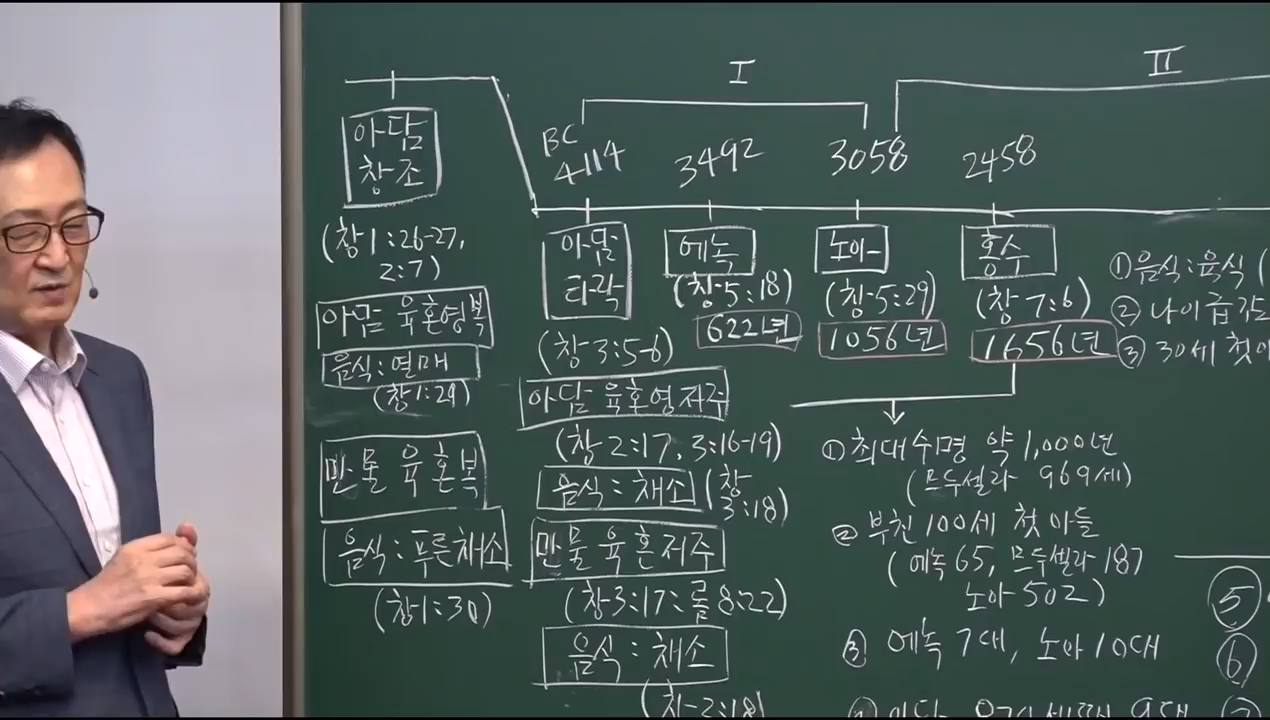 I
II
BC
4114
3492
3058
2458
아담
창조
(창1:26-27,
2:7)
아담 육혼영복
음식:열매
(창1:29)
만물 육혼복
음식:푸른채소
(창1:30)
아담
타락
(창3:5-6)
아담 육혼영저주
(창2:17, 3:16-19)
음식:채소 (창
3:18)
만물육혼저주
(창3:17:롬8:22)
음식:채소
에녹
(창5:18)
622년
노아
(창5:29)
1056년
홍수
(창7:6)
1656년
①음식:육식(
② 나이급감
③ 30세 첫아
①최대수명 약1,000년
(므두셀라 969세)
② 부친100세 첫아들
(에녹65, 므두셀라187
노아502)
③ 에녹7대, 노아10대
⑤
⑥